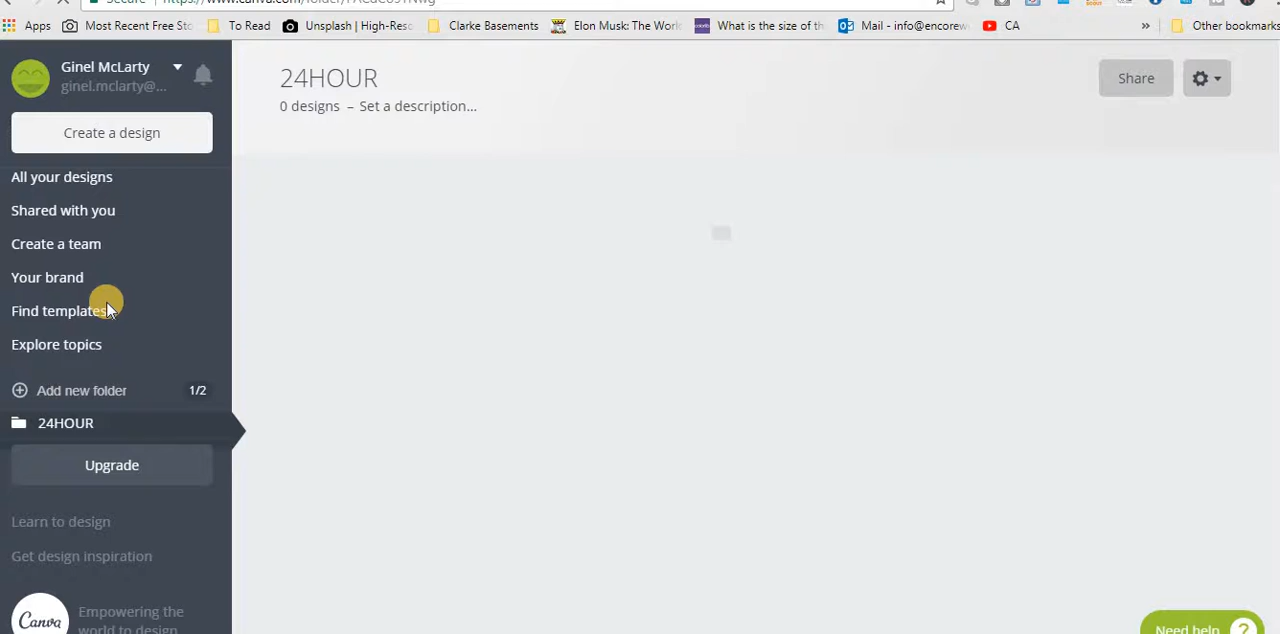 Apps Most Recent Free Sto To Read Unsplash | High-Reso Clarke Basements Elon Musk: The Worl What is the size of th Mail - info@encorew CA » Other bookmarks
Ginel McLarty
ginel.mclarty@...
Create a design
All your designs
Shared with you
Create a team
Your brand
Find templates
Explore topics
Add new folder 1/2
24HOUR
Upgrade
Learn to design
Get design inspiration
Canva
Empowering the
world to design
24HOUR
0 designs – Set a description...
Share
Need help ?